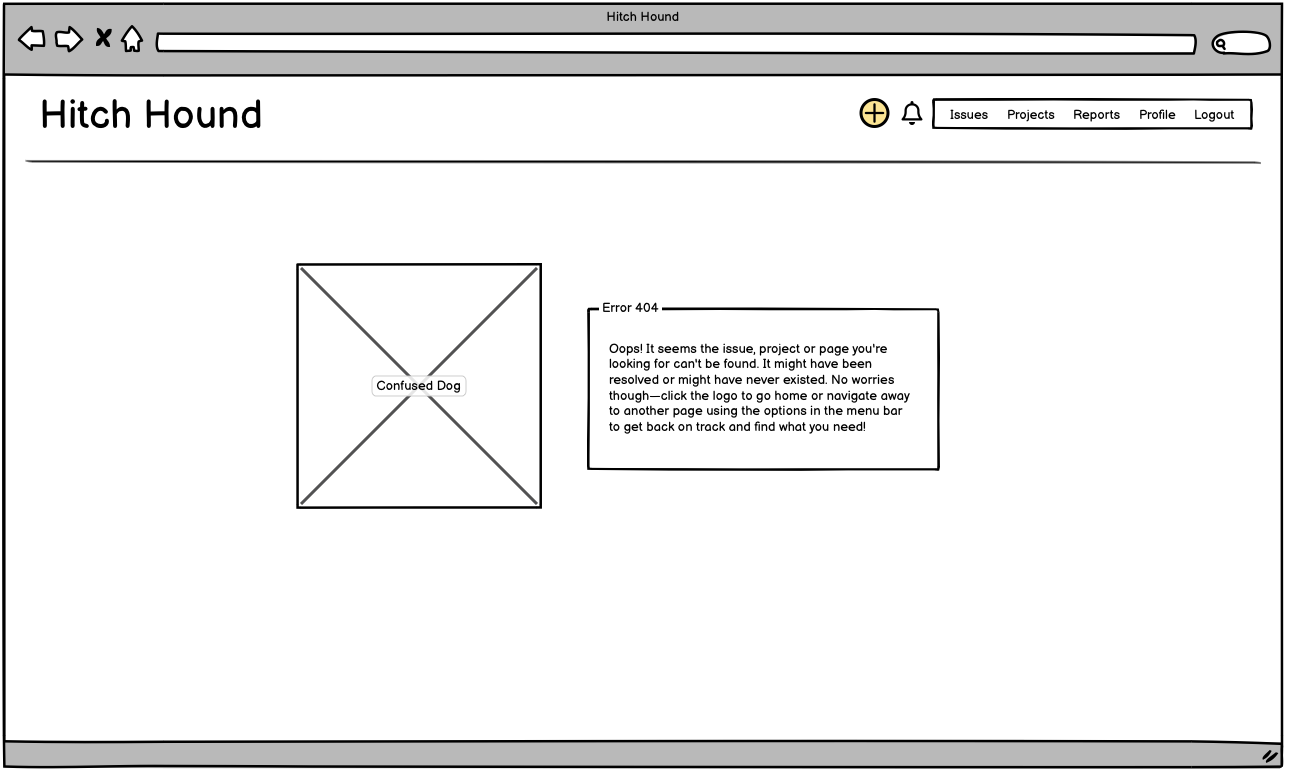 Hitch Hound
Hitch Hound
Issues Projects Reports Profile Logout
Confused Dog
Error 404
Oops! It seems the issue, project or page you're
looking for can't be found. It might have been
resolved or might have never existed. No worries
though—click the logo to go home or navigate away
to another page using the options in the menu bar
to get back on track and find what you need!